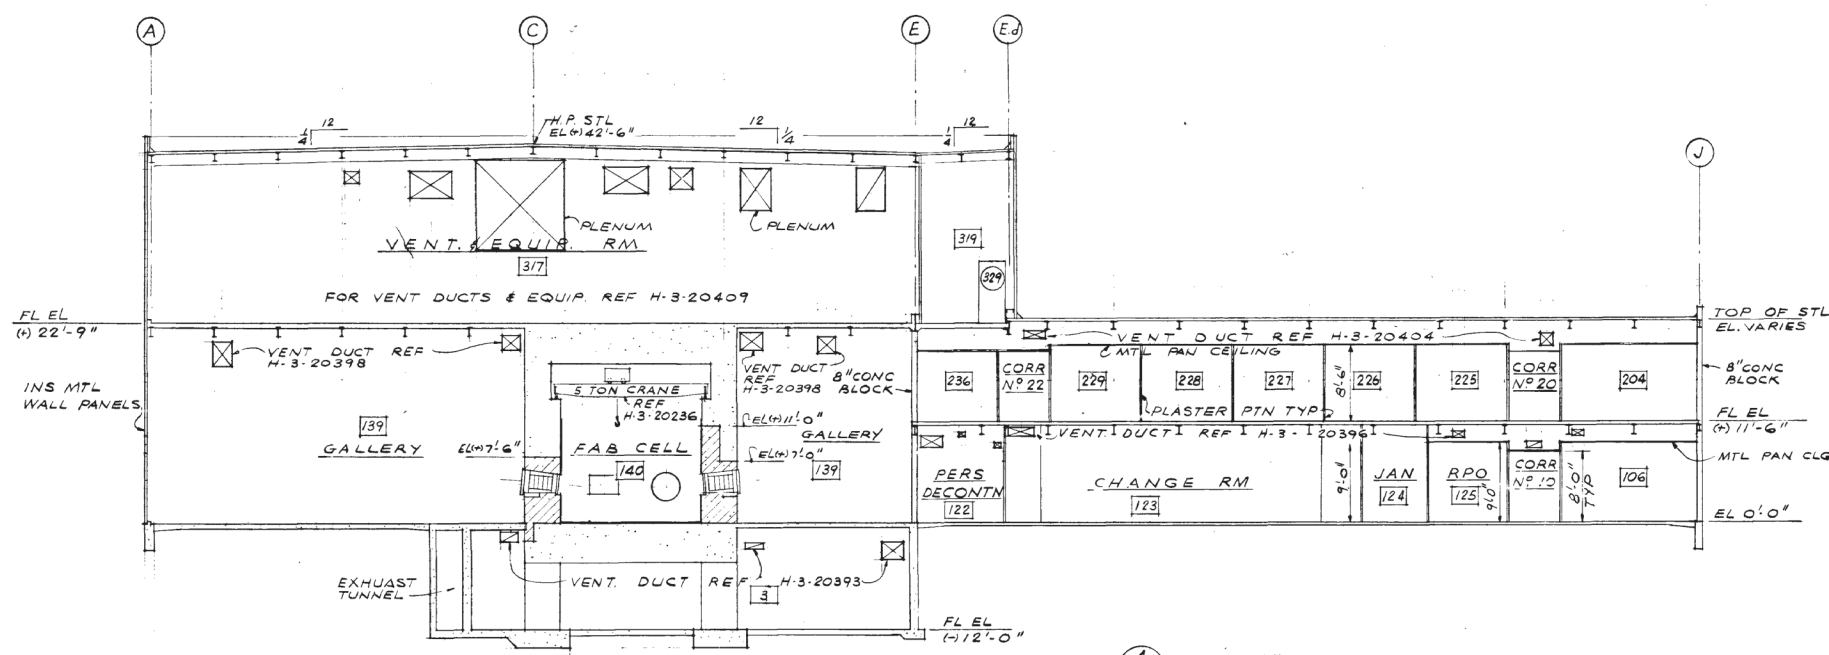 A
C
E
E.d
J
12
1/4
H.P. STL
EL(+) 42'-6"
12
1/4
12
1/4
PLENUM
PLENUM
VENT. & EQUIP. RM
317
319
329
FOR VENT DUCTS & EQUIP. REF H-3-20409
FL EL
(+) 22'-9"
TOP OF STL
EL. VARIES
VENT DUCT REF
H-3-20398
VENT DUCT
REF
H-3-20398
8" CONC
BLOCK
VENT DUCT REF H-3-20404
MTL PAN CEILING
INS MTL
WALL PANELS
5 TON CRANE
REF
H-3-20236
236
CORR
Nº 22
229
228
227
226
225
CORR
Nº 20
204
8'-6"
8" CONC
BLOCK
PLASTER PTN TYP
FL EL
(+) 11'-6"
139
GALLERY
EL(+) 7'-6"
FAB CELL
140
EL(+) 11'-0"
GALLERY
EL(+) 7'-0"
139
VENT. DUCT REF H-3-20396
MTL PAN CLG
PERS
DECONTN
122
CHANGE RM
123
9'-0"
JAN
124
RPO
125
9'-0"
CORR
Nº 10
8'-0"
TYP
106
EL 0'-0"
EXHUAST
TUNNEL
VENT. DUCT REF H-3-20393
3
FL EL
(-) 12'-0"